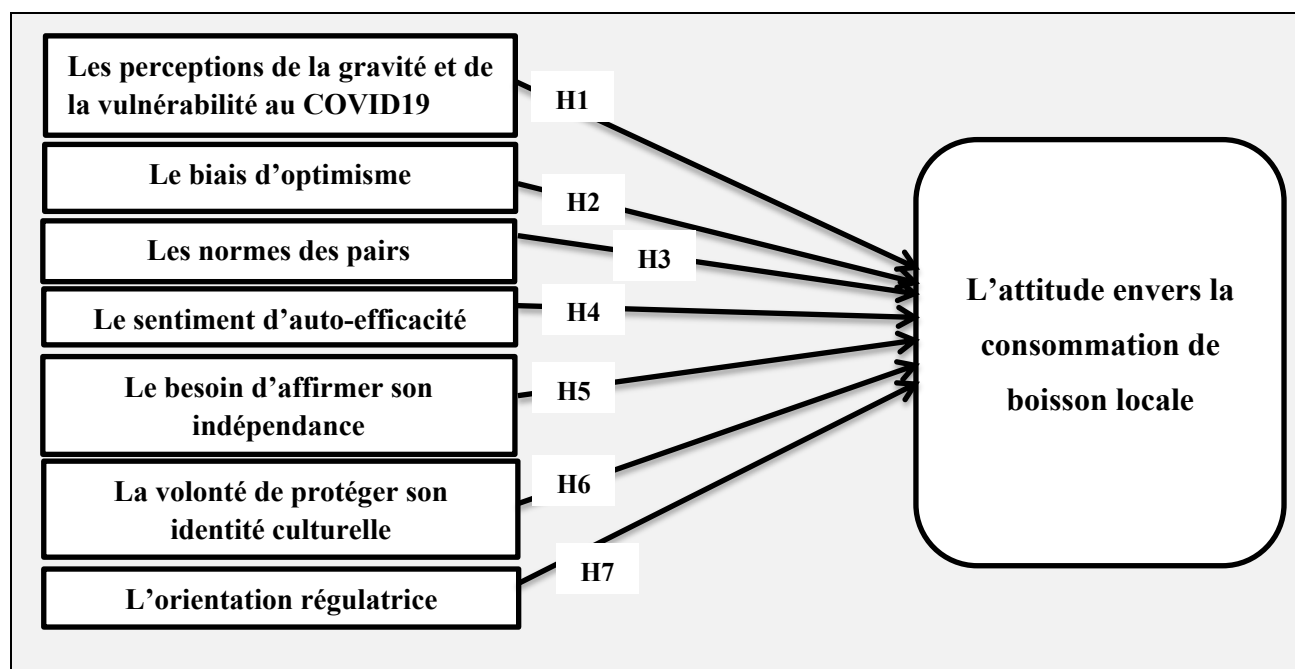 Les perceptions de la gravité et de
la vulnérabilité au COVID19
H1
Le biais d’optimisme
H2
Les normes des pairs
H3
Le sentiment d’auto-efficacité
H4
Le besoin d’affirmer son
indépendance
H5
La volonté de protéger son
identité culturelle
H6
L’orientation régulatrice
H7
L’attitude envers la
consommation de
boisson locale